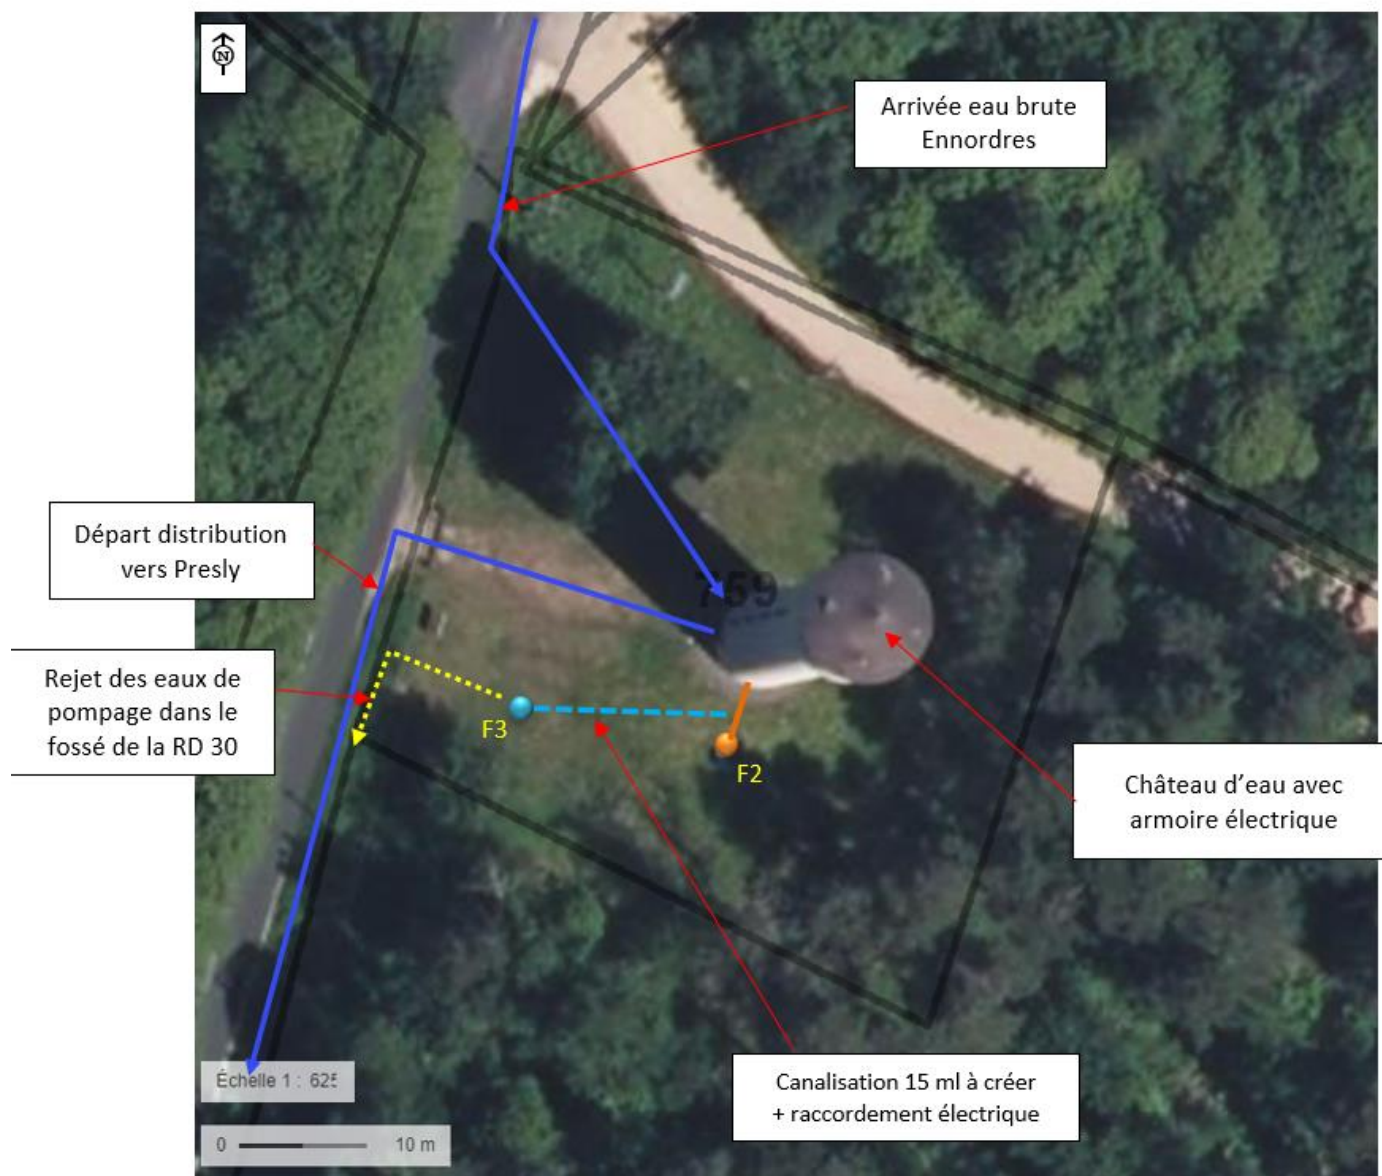 N
Arrivée eau brute
Ennordres
Départ distribution
vers Presly
759
Rejet des eaux de
pompage dans le
fossé de la RD 30
F3
F2
Château d’eau avec
armoire électrique
Canalisation 15 ml à créer
+ raccordement électrique
Échelle 1 : 625
0 10 m